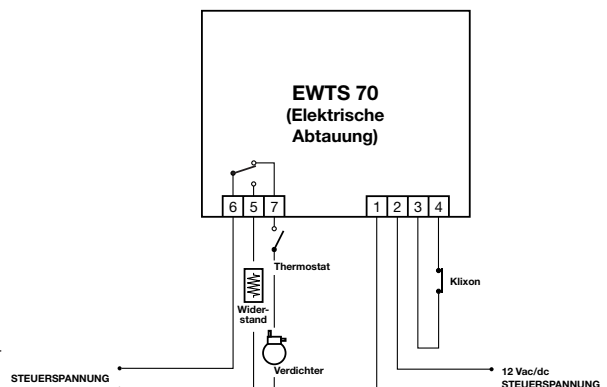 EWTS 70
(Elektrische
Abtauung)
6 5 7 1 2 3 4
Thermostat
Klixon
Wider-
stand
Verdichter
STEUERSPANNUNG
12 Vac/dc
STEUERSPANNUNG